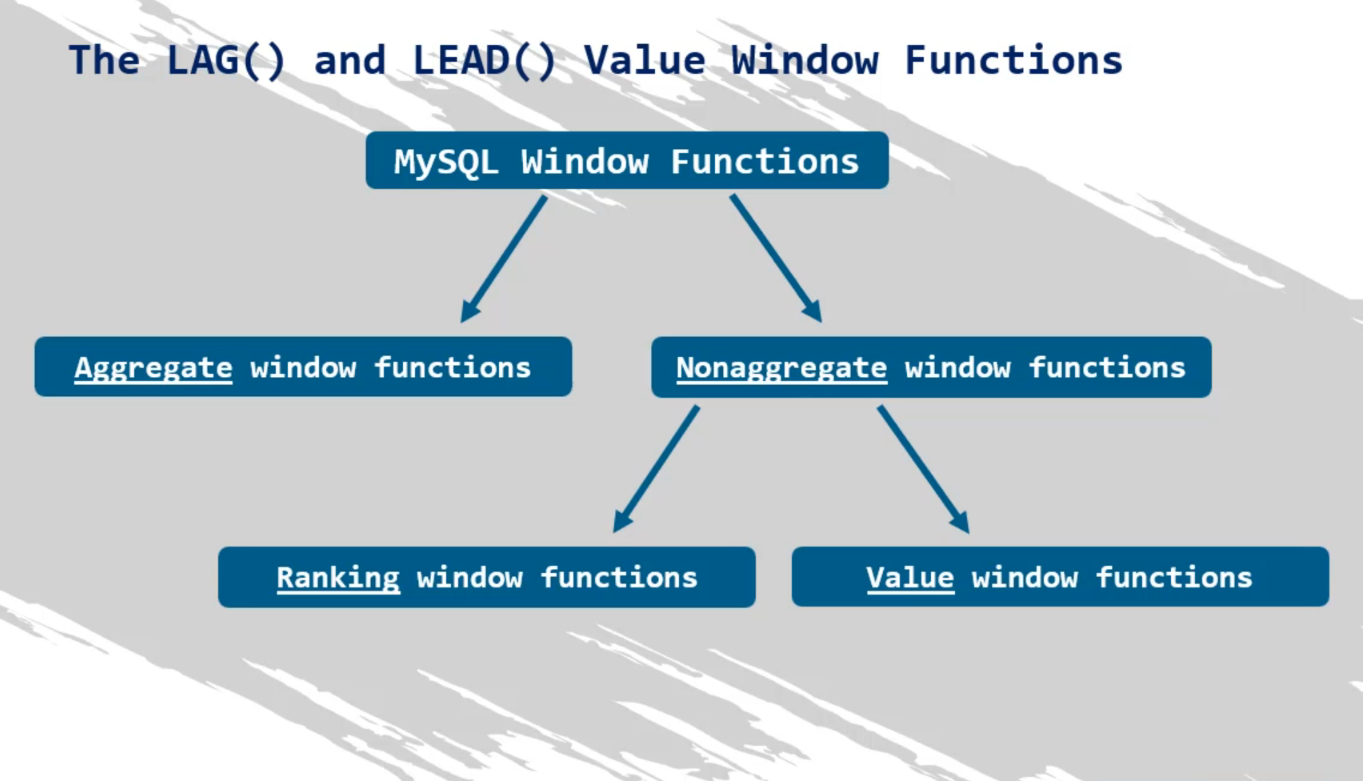 The LAG() and LEAD() Value Window Functions
MySQL Window Functions
Aggregate window functions
Nonaggregate window functions
Ranking window functions
Value window functions